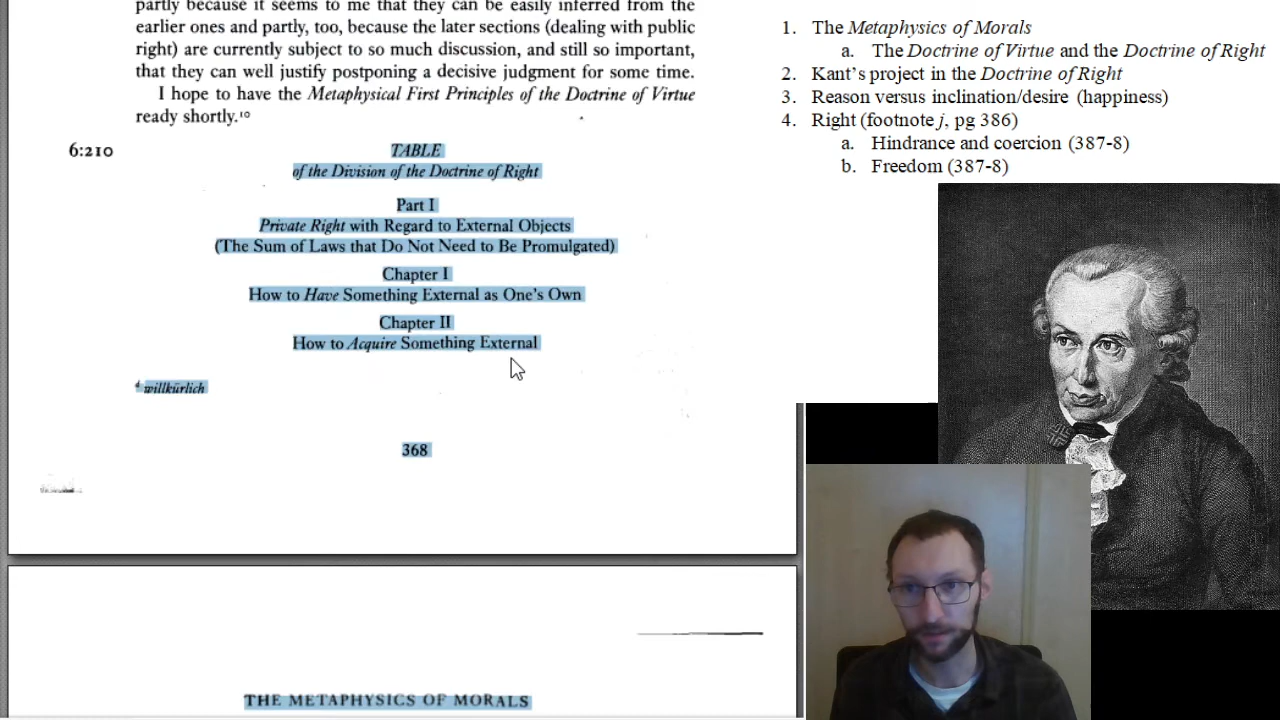 partly because it seems to me that they can be easily inferred from the
earlier ones and partly, too, because the later sections (dealing with public
right) are currently subject to so much discussion, and still so important,
that they can well justify postponing a decisive judgment for some time.
I hope to have the Metaphysical First Principles of the Doctrine of Virtue
ready shortly.¹⁰
6:210
TABLE
of the Division of the Doctrine of Right
Part I
Private Right with Regard to External Objects
(The Sum of Laws that Do Not Need to Be Promulgated)
Chapter I
How to Have Something External as One's Own
Chapter II
How to Acquire Something External
ᵈ willkürlich
368
THE METAPHYSICS OF MORALS
1. The Metaphysics of Morals
a. The Doctrine of Virtue and the Doctrine of Right
2. Kant's project in the Doctrine of Right
3. Reason versus inclination/desire (happiness)
4. Right (footnote j, pg 386)
a. Hindrance and coercion (387-8)
b. Freedom (387-8)